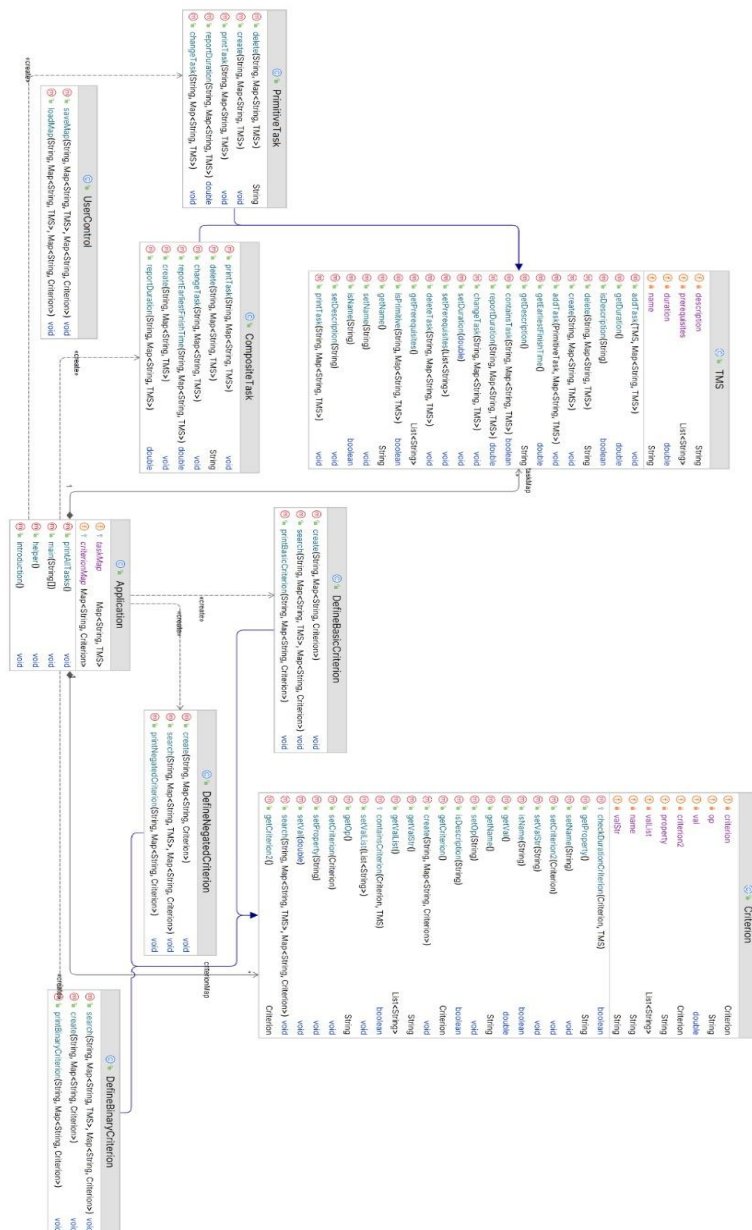 TMS
description String
prerequisites List<String>
duration double
name String
addTask(TMS, Map<String, TMS>) void
getDuration() double
isDescription(String) boolean
delete(String, Map<String, TMS>) String
create(String, Map<String, TMS>) void
addTask(PrimitiveTask, Map<String, TMS>) void
getEarliestFinishTime() double
getDescription() String
containsTask(String, Map<String, TMS>) boolean
reportDuration(String, Map<String, TMS>) double
changeTask(String, Map<String, TMS>) void
setDuration(double) void
setPrerequisites(List<String>) void
deleteTask(String, Map<String, TMS>) void
getPrerequisites() List<String>
isPrimitive(String, Map<String, TMS>) boolean
getName() String
setName(String) void
isName(String) boolean
setDescription(String) void
printTask(String, Map<String, TMS>) void
Criterion
criterion Criterion
op String
val double
criterion2 Criterion
property String
valList List<String>
name String
valStr String
checkDurationCriterion(Criterion, TMS) boolean
getProperty() String
setName(String) void
setCriterion2(Criterion) void
setValStr(String) void
isName(String) boolean
getVal() double
getName() String
setOp(String) void
isDescription(String) boolean
getCriterion() Criterion
create(String, Map<String, Criterion>) void
getValStr() String
getValList() List<String>
containsCriterion(Criterion, TMS) boolean
setValList(List<String>) void
getOp() String
setCriterion(Criterion) void
setProperty(String) void
setVal(double) void
search(String, Map<String, TMS>, Map<String, Criterion>) void
getCriterion2() Criterion
PrimitiveTask
delete(String, Map<String, TMS>) String
create(String, Map<String, TMS>) void
printTask(String, Map<String, TMS>) void
reportDuration(String, Map<String, TMS>) double
changeTask(String, Map<String, TMS>) void
CompositeTask
printTask(String, Map<String, TMS>) void
delete(String, Map<String, TMS>) String
changeTask(String, Map<String, TMS>) void
reportEarliestFinishTime(String, Map<String, TMS>) double
create(String, Map<String, TMS>) void
reportDuration(String, Map<String, TMS>) double
DefineBasicCriterion
create(String, Map<String, Criterion>) void
search(String, Map<String, TMS>, Map<String, Criterion>) void
printBasicCriterion(String, Map<String, Criterion>) void
DefineNegatedCriterion
create(String, Map<String, Criterion>) void
search(String, Map<String, TMS>, Map<String, Criterion>) void
printNegatedCriterion(String, Map<String, Criterion>) void
taskMap
criterionMap
1
«create»
«create»
«create»
«create»
«create»
UserControl
saveMap(String, Map<String, TMS>, Map<String, Criterion>) void
loadMap(String, Map<String, TMS>, Map<String, Criterion>) void
Application
taskMap Map<String, TMS>
criterionMap Map<String, Criterion>
printAllTasks() void
main(String[]) void
helper() void
introduction() void
DefineBinaryCriterion
search(String, Map<String, TMS>, Map<String, Criterion>) void
create(String, Map<String, Criterion>) void
printBinaryCriterion(String, Map<String, Criterion>) void